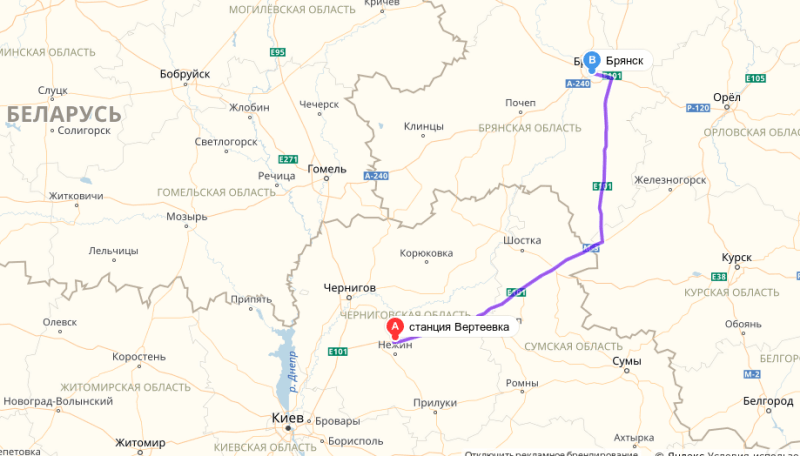 МОГИЛЁВСКАЯ ОБЛАСТЬ
Кричев
E95
МИНСКАЯ ОБЛАСТЬ
Бобруйск
Брянск
E101
А-240
E105
Слуцк
Жлобин
Чечерск
Почеп
Р-120
Орёл
БЕЛАРУСЬ
Солигорск
Клинцы
БРЯНСКАЯ ОБЛАСТЬ
ОРЛОВСКАЯ ОБЛАСТЬ
Светлогорск
E271
Гомель
Речица
А-240
E101
Железногорск
Житковичи
ГОМЕЛЬСКАЯ ОБЛАСТЬ
Мозырь
Лельчицы
Корюковка
Шостка
Курск
E38
Чернигов
E101
КУРСКАЯ ОБЛАСТЬ
Припять
ЧЕРНИГОВСКАЯ ОБЛАСТЬ
Олевск
станция Вертеевка
Обоянь
E101
Нежин
СУМСКАЯ ОБЛАСТЬ
Коростень
р. Днепр
Сумы
БЕЛГО
М-2
ЖИТОМИРСКАЯ ОБЛАСТЬ
Ромны
Новоград-Волынский
Прилуки
Белгород
Киев
Бровары
Житомир
КИЕВСКАЯ ОБЛАСТЬ
Борисполь
Ахтырка
Отключить рекламное брендирование
© Яндекс Условия использо